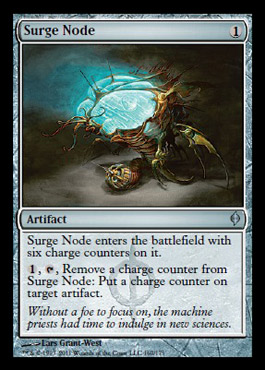 Surge Node 1
Artifact
Surge Node enters the battlefield with
six charge counters on it.
1, , Remove a charge counter from
Surge Node: Put a charge counter on
target artifact.
Without a foe to focus on, the machine
priests had time to indulge in new sciences.
Lars Grant-West
1993-2011 Wizards of the Coast LLC